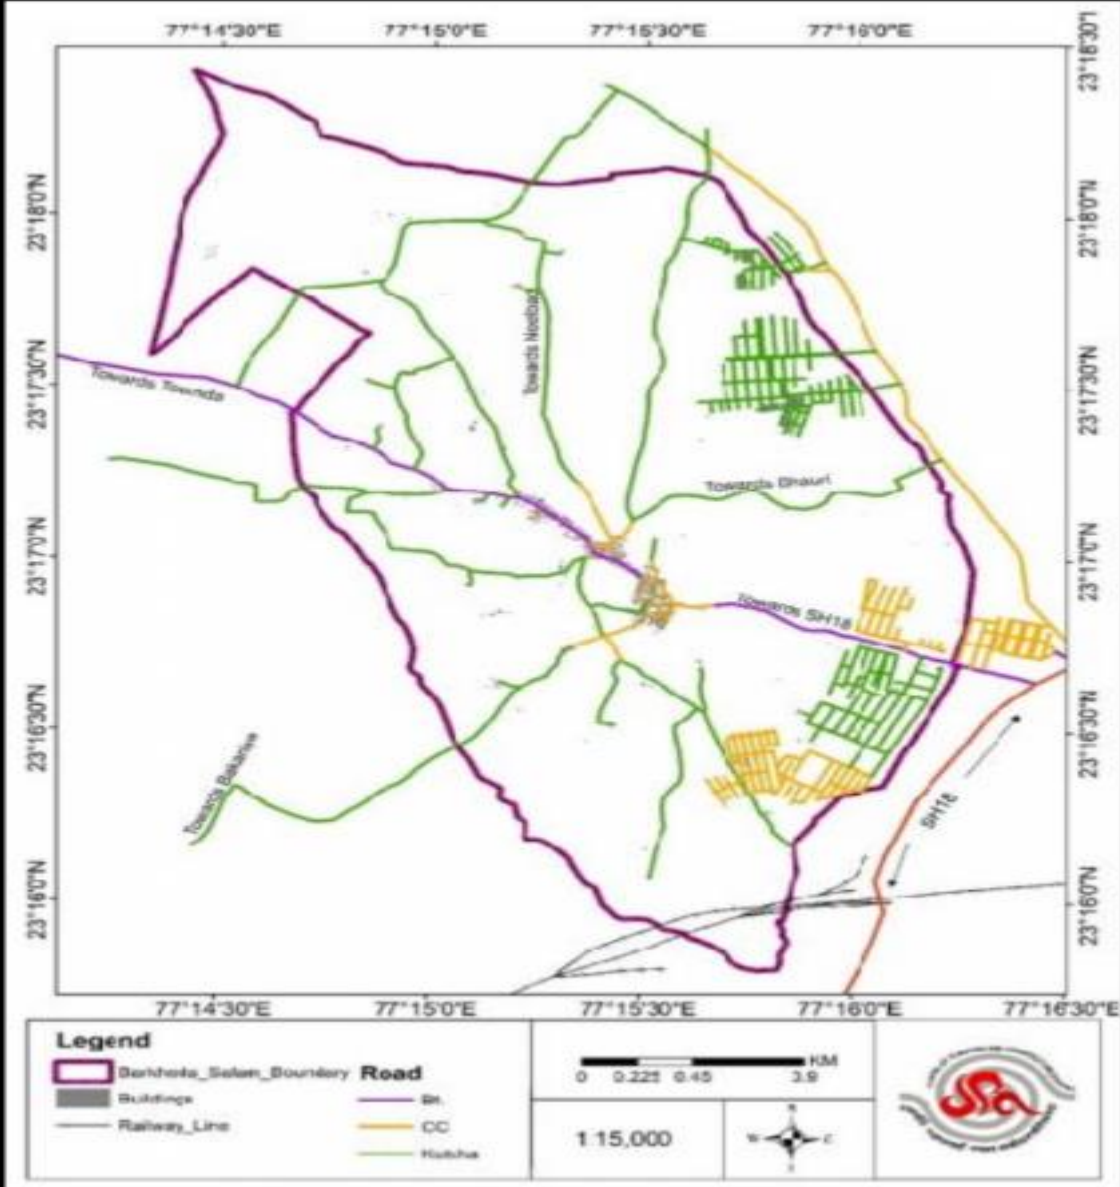 77°14'30"E 77°15'0"E 77°15'30"E 77°16'0"E
23°18'30"
23°18'0"N
23°18'0"N
Towards Neebad
23°17'30"N
23°17'30"N
Towards Townda
Towards Bhauri
23°17'0"N
23°17'0"N
Towards SH18
23°16'30"N
23°16'30"N
Towards Bakaniya
SH18
23°16'0"N
23°16'0"N
77°14'30"E 77°15'0"E 77°15'30"E 77°16'0"E 77°16'30"E
Legend
Barkheda_Salam_Boundary
Buildings
Railway_Line
Road
Bt.
CC
Kutcha
KM
0 0.225 0.45
1:15,000
N
W E
spa